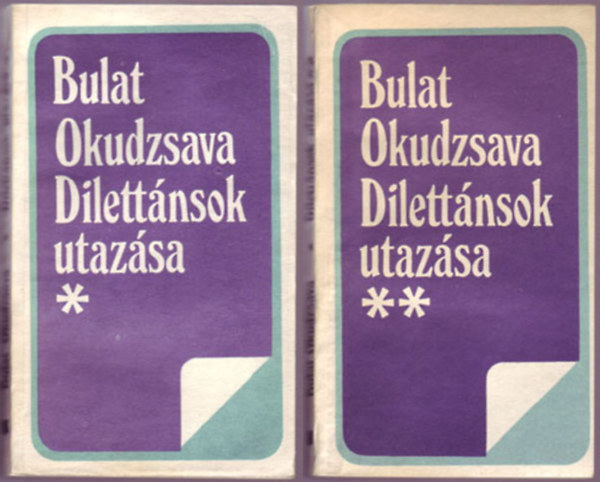 Bulat
Okudzsava
Dilettánsok
utazása
*
Bulat
Okudzsava
Dilettánsok
utazása
**